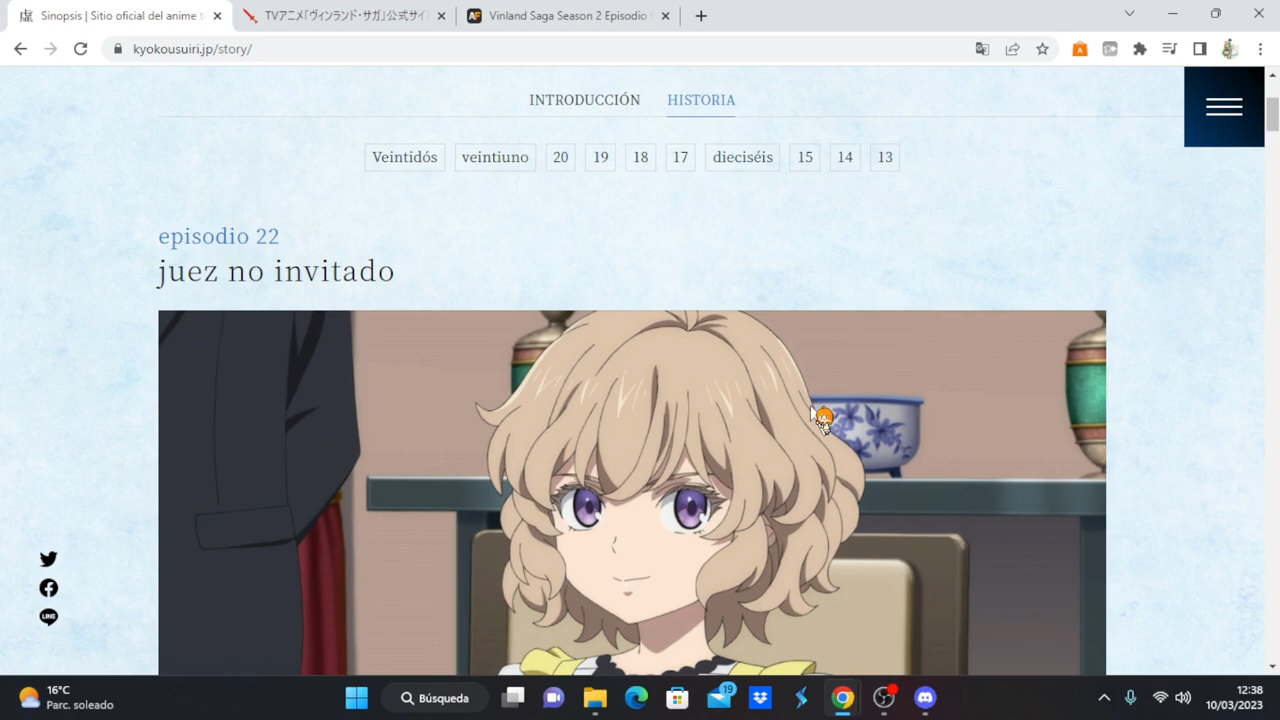 Sinopsis | Sitio oficial del anime t
TVアニメ「ヴィンランド・サガ」公式サイ
Vinland Saga Season 2 Episodio
kyokousuiri.jp/story/
INTRODUCCIÓN HISTORIA
Veintidós veintiuno 20 19 18 17 dieciséis 15 14 13
episodio 22
juez no invitado
LINE
16°C
Parc. soleado
Búsqueda
19
12:38
10/03/2023